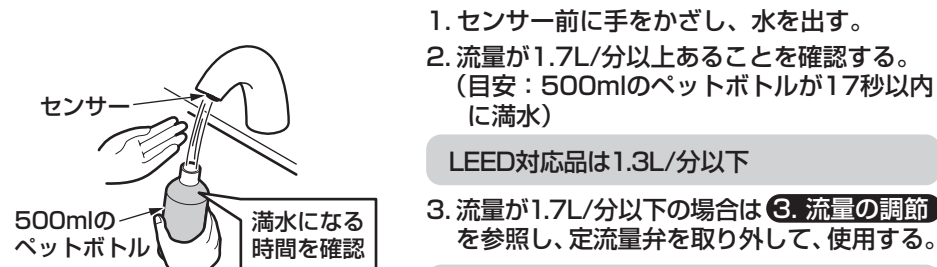 センサー
500mlの
ペットボトル
満水になる
時間を確認
1. センサー前に手をかざし、水を出す。
2. 流量が1.7L/分以上あることを確認する。
（目安：500mlのペットボトルが17秒以内
に満水）
LEED対応品は1.3L/分以下
3. 流量が1.7L/分以下の場合は 3. 流量の調節
を参照し、定流量弁を取り外して、使用する。